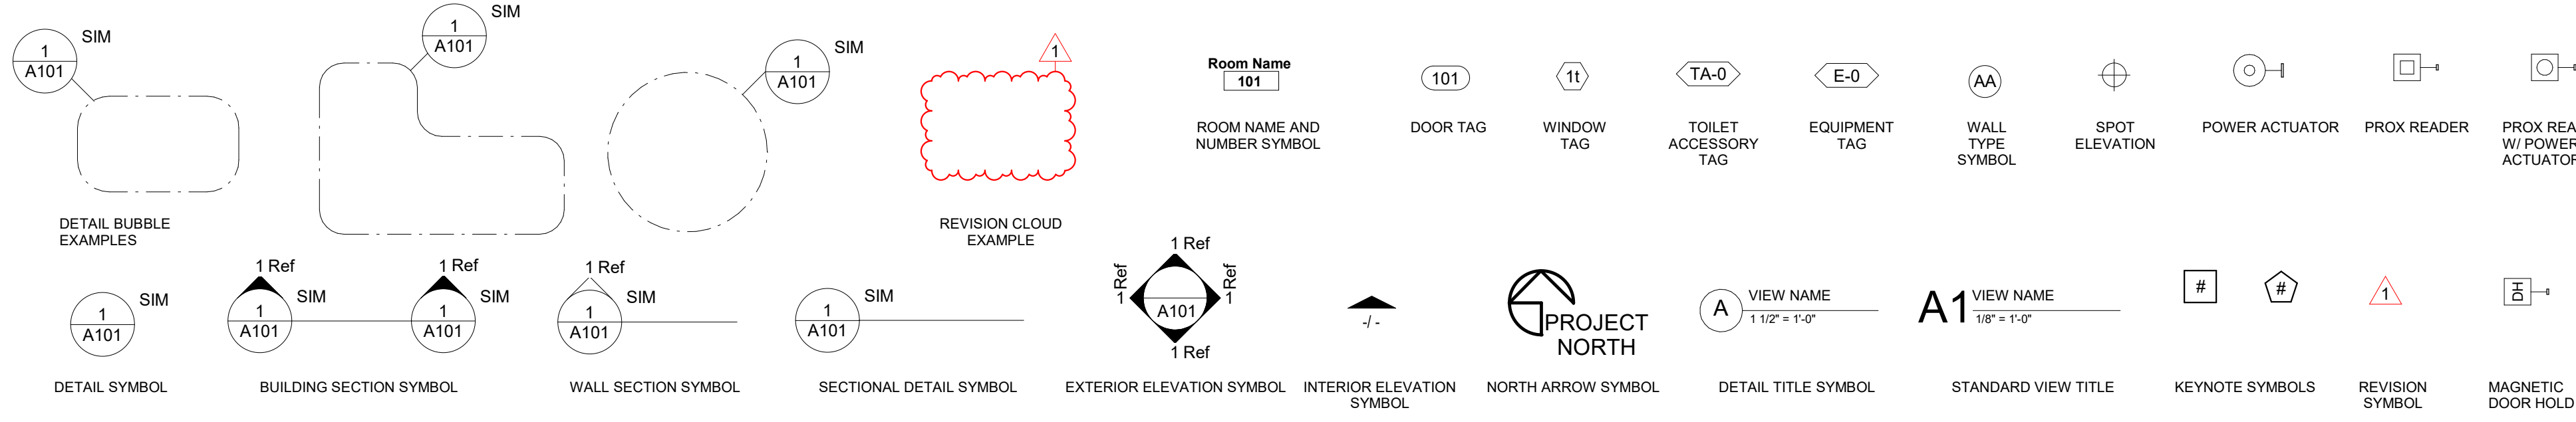 1
A101
SIM
1
A101
SIM
1
A101
SIM
1
Room Name
101
101
1t
TA-0
E-0
AA
ROOM NAME AND
NUMBER SYMBOL
DOOR TAG
WINDOW
TAG
TOILET
ACCESSORY
TAG
EQUIPMENT
TAG
WALL
TYPE
SYMBOL
SPOT
ELEVATION
POWER ACTUATOR
PROX READER
PROX REA
W/ POWER
ACTUATOR
DETAIL BUBBLE
EXAMPLES
REVISION CLOUD
EXAMPLE
1
A101
SIM
1 Ref
1
A101
SIM
1 Ref
1
A101
SIM
1 Ref
1
A101
SIM
1
A101
SIM
1 Ref
1 Ref
A101
1 Ref
1 Ref
-/ -
PROJECT
NORTH
A
VIEW NAME
1 1/2" = 1'-0"
A1
VIEW NAME
1/8" = 1'-0"
#
#
1
DH
DETAIL SYMBOL
BUILDING SECTION SYMBOL
WALL SECTION SYMBOL
SECTIONAL DETAIL SYMBOL
EXTERIOR ELEVATION SYMBOL
INTERIOR ELEVATION
SYMBOL
NORTH ARROW SYMBOL
DETAIL TITLE SYMBOL
STANDARD VIEW TITLE
KEYNOTE SYMBOLS
REVISION
SYMBOL
MAGNETIC
DOOR HOLD